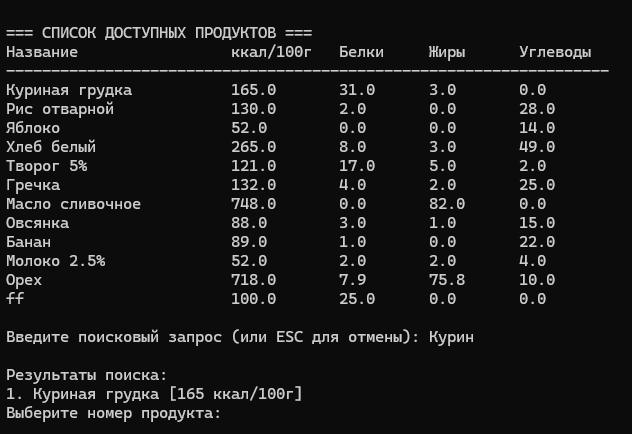 === СПИСОК ДОСТУПНЫХ ПРОДУКТОВ ===
Название ккал/100г Белки Жиры Углеводы
-------------------------------------------------------------------
Куриная грудка 165.0 31.0 3.0 0.0
Рис отварной 130.0 2.0 0.0 28.0
Яблоко 52.0 0.0 0.0 14.0
Хлеб белый 265.0 8.0 3.0 49.0
Творог 5% 121.0 17.0 5.0 2.0
Гречка 132.0 4.0 2.0 25.0
Масло сливочное 748.0 0.0 82.0 0.0
Овсянка 88.0 3.0 1.0 15.0
Банан 89.0 1.0 0.0 22.0
Молоко 2.5% 52.0 2.0 2.0 4.0
Орех 718.0 7.9 75.8 10.0
ff 100.0 25.0 0.0 0.0
Введите поисковый запрос (или ESC для отмены): Курин
Результаты поиска:
1. Куриная грудка [165 ккал/100г]
Выберите номер продукта: